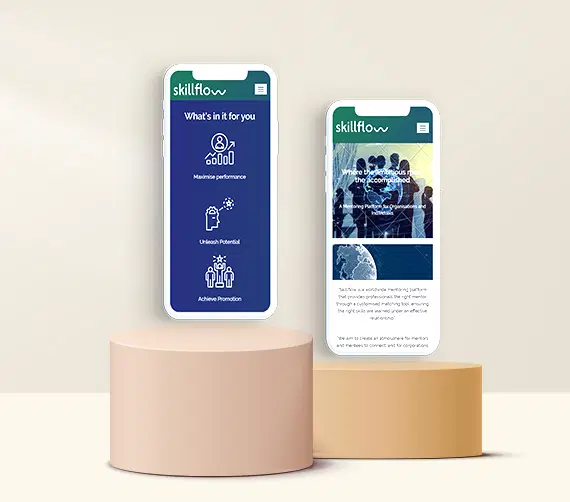 skillflow
What's in it for you
Maximise performance
Unleash Potential
Achieve Promotion
skillflow
Where the ambitious meet
the accomplished
A Mentoring Platform for Organisations and
Individuals
"Skillflow is a worldwide mentoring platform
that provides professionals the right mentor
through a customised matching tool, ensuring
the right skills are learned under an effective
relationship"
"We aim to create an atmosphere for mentors
and mentees to connect and for corporations